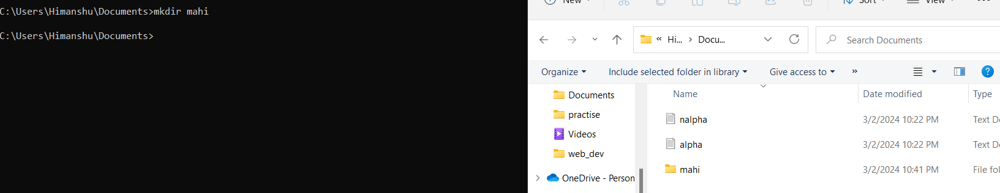 C:\Users\Himanshu\Documents>mkdir mahi
C:\Users\Himanshu\Documents>
New
Sort
View
« Hi... > Docu...
Search Documents
Organize
Include selected folder in library
Give access to
»
Documents
practise
Videos
web_dev
OneDrive - Person
Name
Date modified
Type
nalpha
3/2/2024 10:22 PM
Text D
alpha
3/2/2024 10:22 PM
Text D
mahi
3/2/2024 10:41 PM
File fol